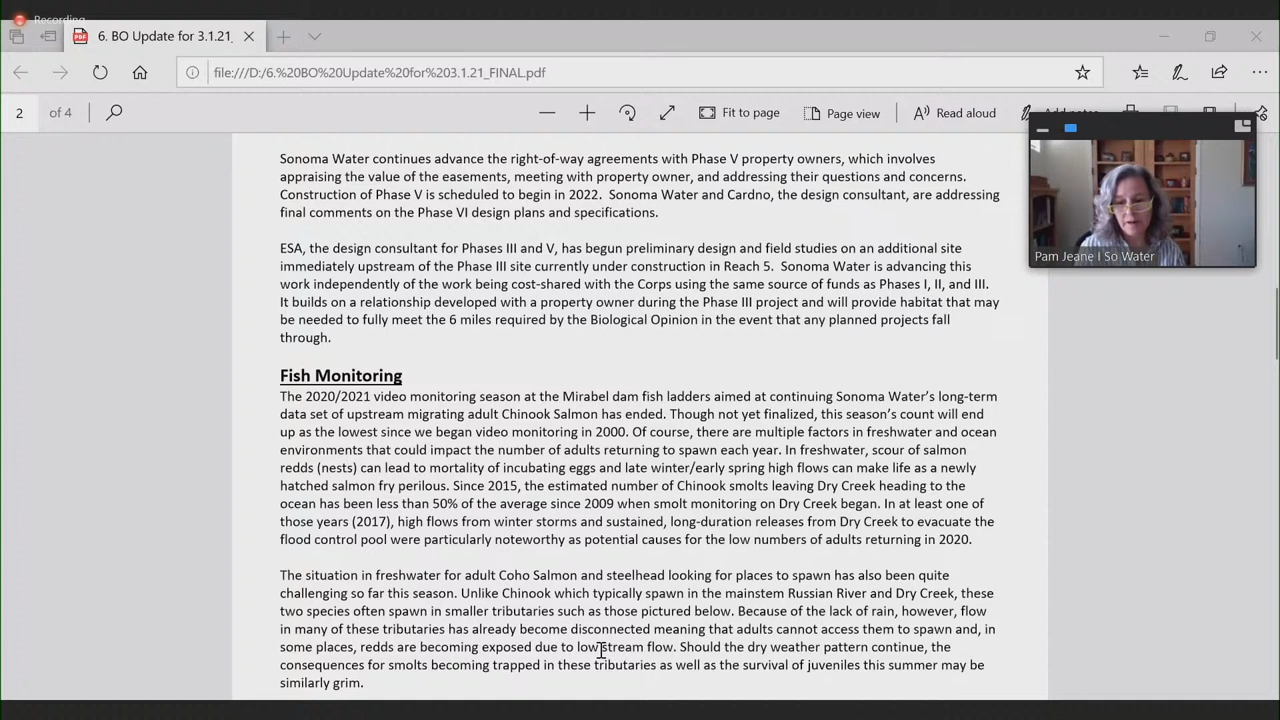 Recording
6. BO Update for 3.1.21_
file:///D:/6.%20BO%20Update%20for%203.1.21_FINAL.pdf
2 of 4
Fit to page
Page view
Read aloud
Add notes
Sonoma Water continues advance the right-of-way agreements with Phase V property owners, which involves
appraising the value of the easements, meeting with property owner, and addressing their questions and concerns.
Construction of Phase V is scheduled to begin in 2022. Sonoma Water and Cardno, the design consultant, are addressing
final comments on the Phase VI design plans and specifications.
ESA, the design consultant for Phases III and V, has begun preliminary design and field studies on an additional site
immediately upstream of the Phase III site currently under construction in Reach 5. Sonoma Water is advancing this
work independently of the work being cost-shared with the Corps using the same source of funds as Phases I, II, and III.
It builds on a relationship developed with a property owner during the Phase III project and will provide habitat that may
be needed to fully meet the 6 miles required by the Biological Opinion in the event that any planned projects fall
through.
Pam Jeane I So Water
Fish Monitoring
The 2020/2021 video monitoring season at the Mirabel dam fish ladders aimed at continuing Sonoma Water's long-term
data set of upstream migrating adult Chinook Salmon has ended. Though not yet finalized, this season's count will end
up as the lowest since we began video monitoring in 2000. Of course, there are multiple factors in freshwater and ocean
environments that could impact the number of adults returning to spawn each year. In freshwater, scour of salmon
redds (nests) can lead to mortality of incubating eggs and late winter/early spring high flows can make life as a newly
hatched salmon fry perilous. Since 2015, the estimated number of Chinook smolts leaving Dry Creek heading to the
ocean has been less than 50% of the average since 2009 when smolt monitoring on Dry Creek began. In at least one of
those years (2017), high flows from winter storms and sustained, long-duration releases from Dry Creek to evacuate the
flood control pool were particularly noteworthy as potential causes for the low numbers of adults returning in 2020.
The situation in freshwater for adult Coho Salmon and steelhead looking for places to spawn has also been quite
challenging so far this season. Unlike Chinook which typically spawn in the mainstem Russian River and Dry Creek, these
two species often spawn in smaller tributaries such as those pictured below. Because of the lack of rain, however, flow
in many of these tributaries has already become disconnected meaning that adults cannot access them to spawn and, in
some places, redds are becoming exposed due to low stream flow. Should the dry weather pattern continue, the
consequences for smolts becoming trapped in these tributaries as well as the survival of juveniles this summer may be
similarly grim.